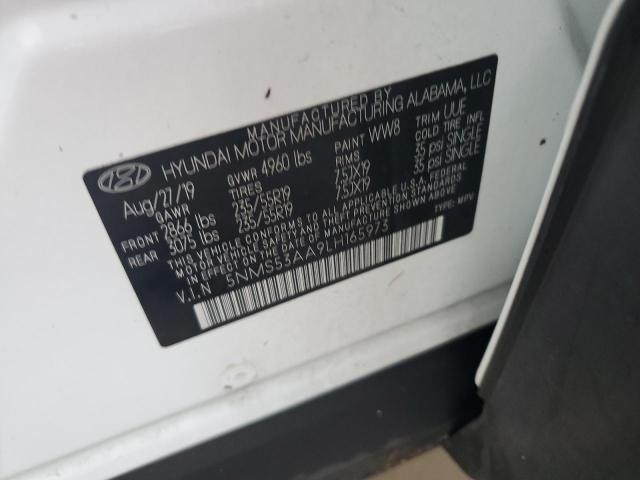 MANUFACTURED BY
HYUNDAI MOTOR MANUFACTURING ALABAMA, LLC
Aug/27/19 GVWR 4960 lbs PAINT WW8 TRIM UUE
GAWR TIRES RIMS COLD TIRE INFL
FRONT 2866 lbs 235/55R19 7.5JX19 35 psi SINGLE
REAR 3075 lbs 235/55R19 7.5JX19 35 psi SINGLE
THIS VEHICLE CONFORMS TO ALL APPLICABLE U.S.A. FEDERAL
MOTOR VEHICLE SAFETY AND THEFT PREVENTION STANDARDS
IN EFFECT ON THE DATE OF MANUFACTURE SHOWN ABOVE.
V.I.N 5NMS53AA9LH165973 TYPE: MPV